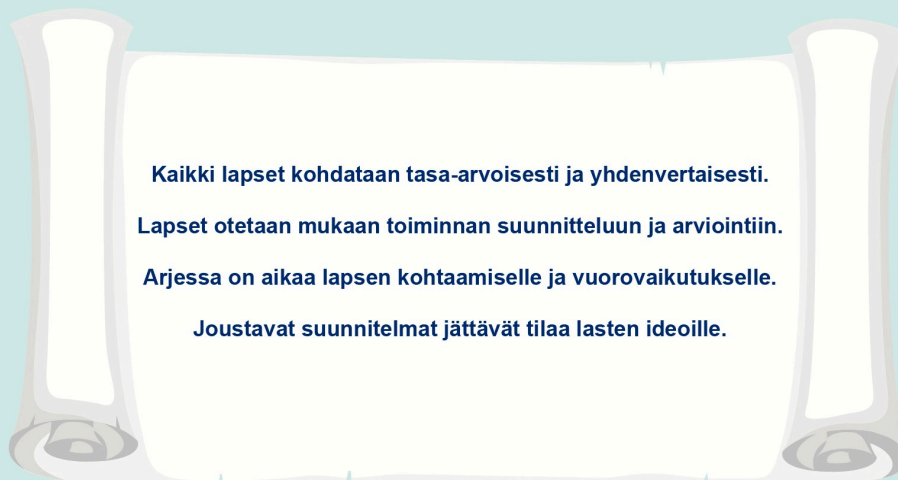 Kaikki lapset kohdataan tasa-arvoisesti ja yhdenvertaisesti.
Lapset otetaan mukaan toiminnan suunnitteluun ja arviointiin.
Arjessa on aikaa lapsen kohtaamiselle ja vuorovaikutukselle.
Joustavat suunnitelmat jättävät tilaa lasten ideoille.